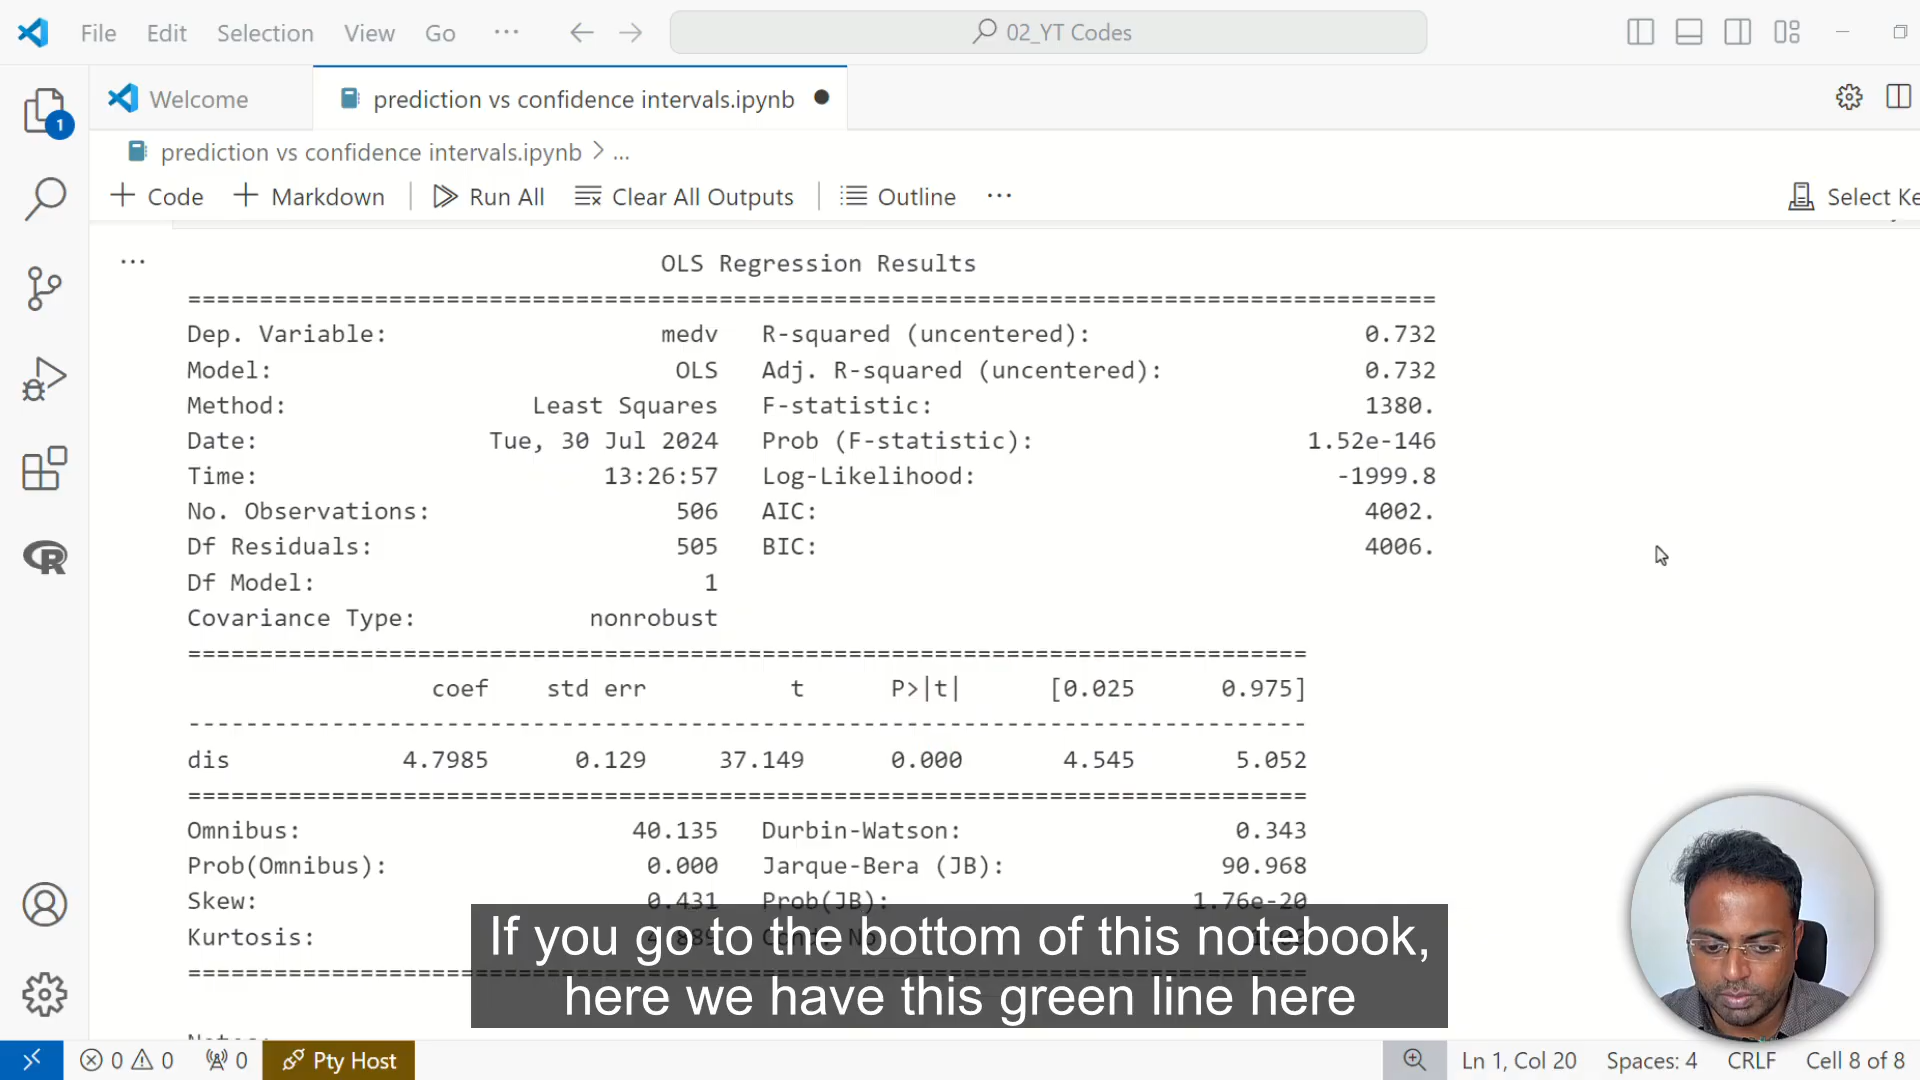 File Edit Selection View Go ··· 02_YT Codes
1
Welcome prediction vs confidence intervals.ipynb
prediction vs confidence intervals.ipynb > ...
+ Code + Markdown Run All Clear All Outputs Outline ··· Select Ke
...
OLS Regression Results
==============================================================================
Dep. Variable: medv R-squared (uncentered): 0.732
Model: OLS Adj. R-squared (uncentered): 0.732
Method: Least Squares F-statistic: 1380.
Date: Tue, 30 Jul 2024 Prob (F-statistic): 1.52e-146
Time: 13:26:57 Log-Likelihood: -1999.8
No. Observations: 506 AIC: 4002.
Df Residuals: 505 BIC: 4006.
Df Model: 1
Covariance Type: nonrobust
==============================================================================
coef std err t P>|t| [0.025 0.975]
------------------------------------------------------------------------------
dis 4.7985 0.129 37.149 0.000 4.545 5.052
==============================================================================
Omnibus: 40.135 Durbin-Watson: 0.343
Prob(Omnibus): 0.000 Jarque-Bera (JB): 90.968
Skew: 0.431 Prob(JB): 1.76e-20
Kurtosis:
If you go to the bottom of this notebook,
here we have this green line here
0 0 0 Pty Host Ln 1, Col 20 Spaces: 4 CRLF Cell 8 of 8